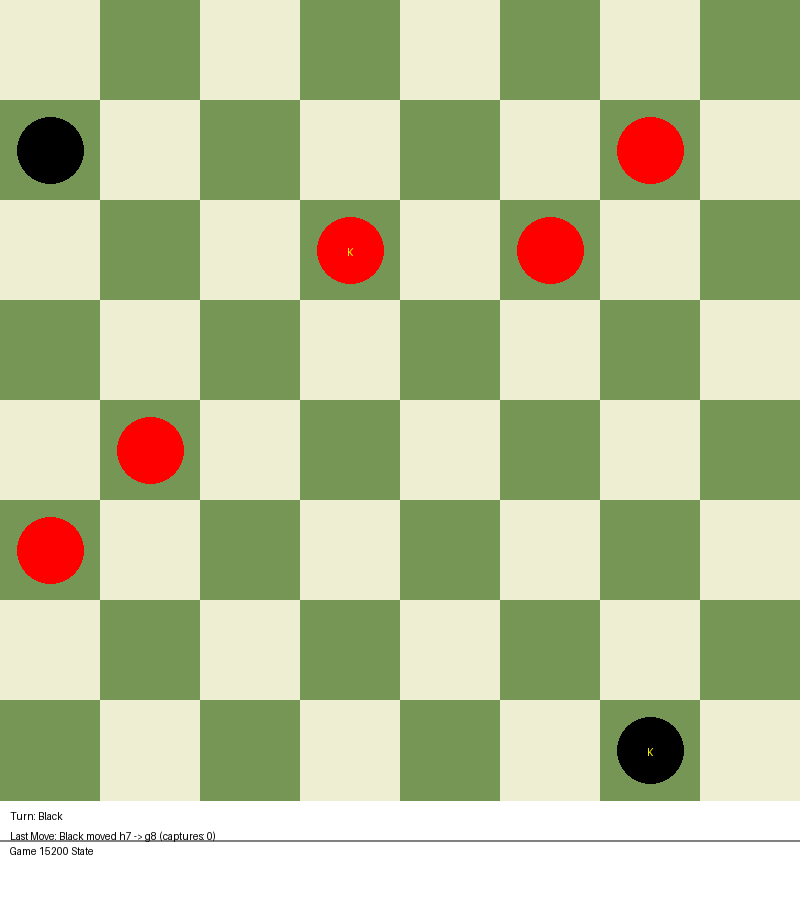 K
K
Turn: Black
Last Move: Black moved h7 -> g8 (captures: 0)
Game 15200 State